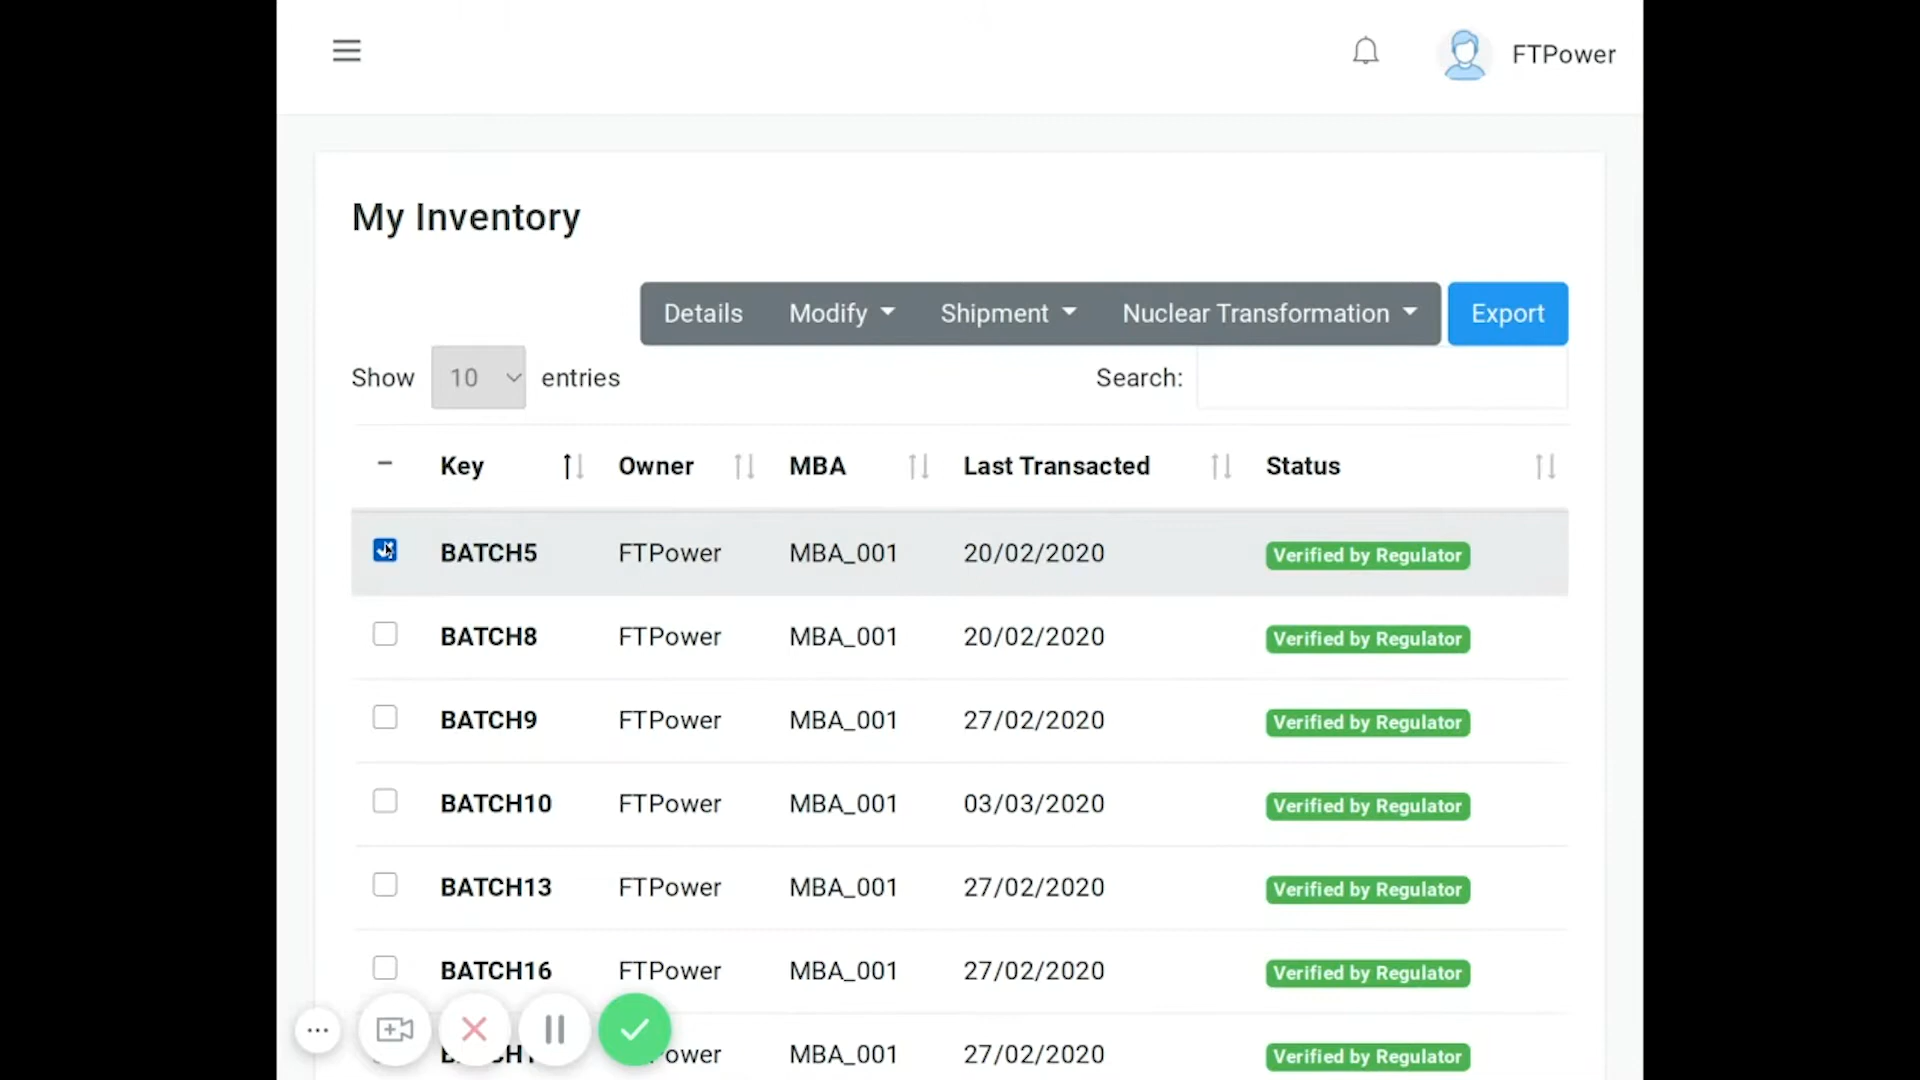 FTPower
My Inventory
Details Modify Shipment Nuclear Transformation Export
Show 10 entries Search:
Key Owner MBA Last Transacted Status
BATCH5 FTPower MBA_001 20/02/2020 Verified by Regulator
BATCH8 FTPower MBA_001 20/02/2020 Verified by Regulator
BATCH9 FTPower MBA_001 27/02/2020 Verified by Regulator
BATCH10 FTPower MBA_001 03/03/2020 Verified by Regulator
BATCH13 FTPower MBA_001 27/02/2020 Verified by Regulator
BATCH16 FTPower MBA_001 27/02/2020 Verified by Regulator
MBA_001 27/02/2020 Verified by Regulator